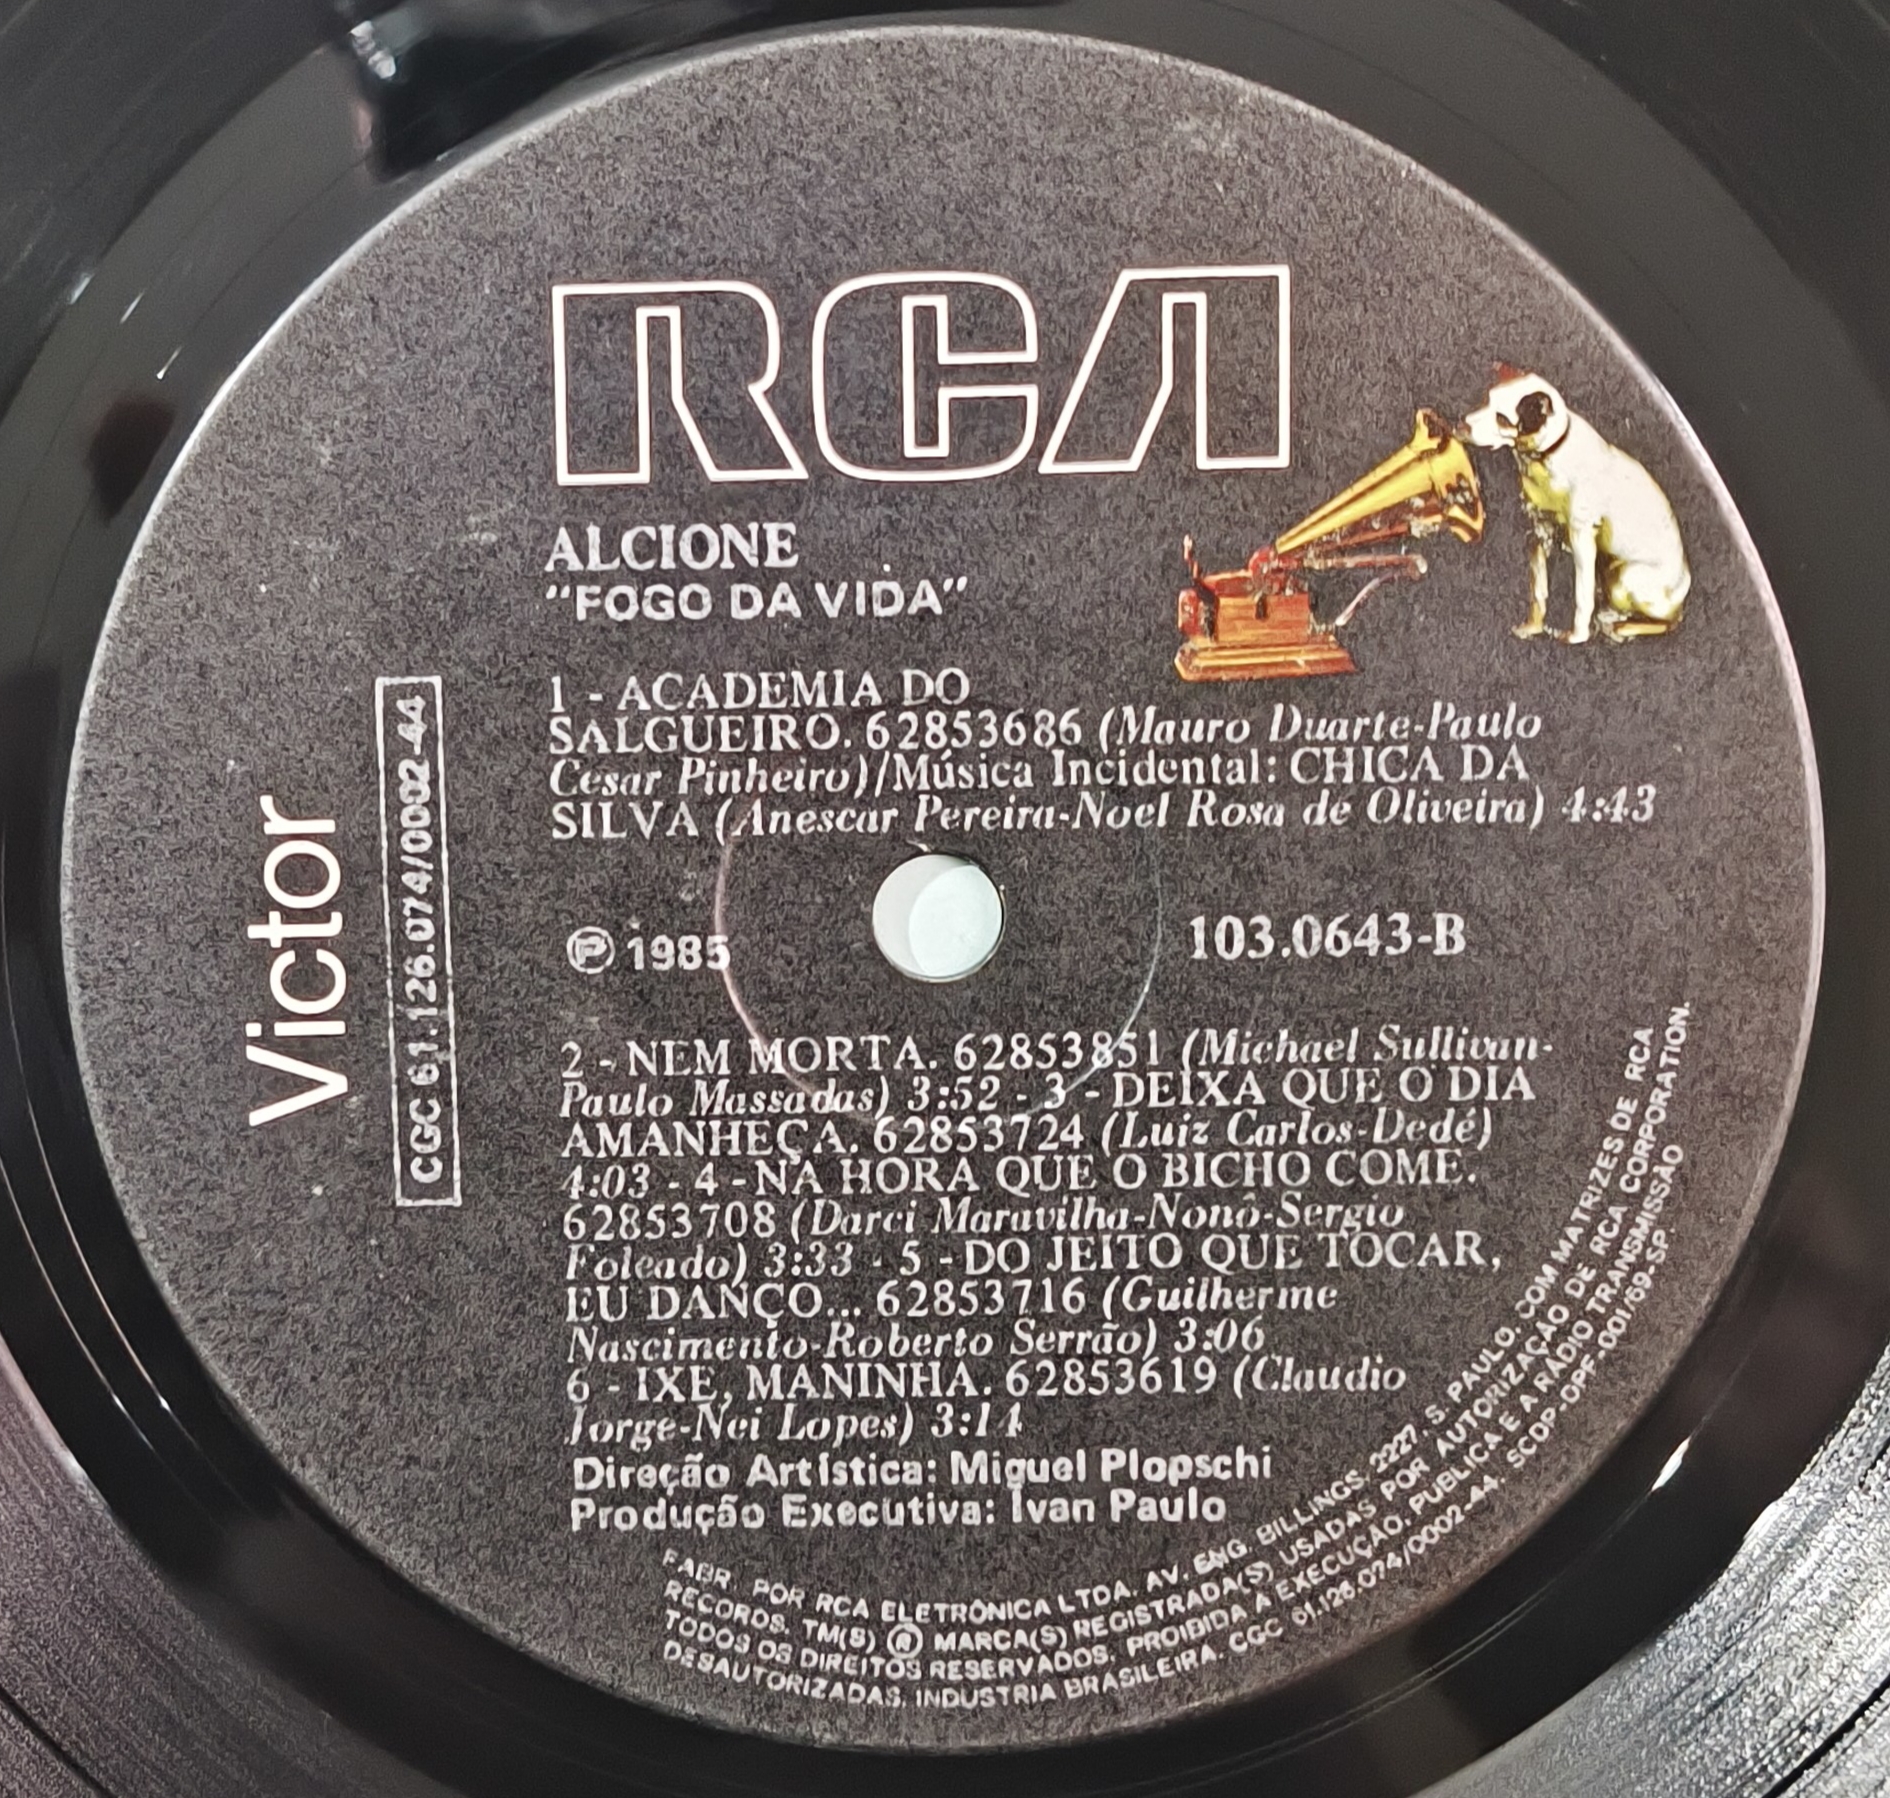 RCA
ALCIONE
"FOGO DA VIDA"
1 - ACADEMIA DO
SALGUEIRO. 62853686 (Mauro Duarte-Paulo
Cesar Pinheiro)/Música Incidental: CHICA DA
SILVA (Anescar Pereira-Noel Rosa de Oliveira) 4:43
Victor
CGC 61.126.074/0002-44
Ⓟ 1985
103.0643-B
2 - NEM MORTA. 62853851 (Michael Sullivan-
Paulo Massadas) 3:52 - 3 - DEIXA QUE O DIA
AMANHEÇA. 62853724 (Luiz Carlos-Dedé)
4:03 - 4 - NA HORA QUE O BICHO COME.
62853708 (Darci Maravilha-Nonô-Sergio
Foleado) 3:33 - 5 - DO JEITO QUE TOCAR,
EU DANÇO... 62853716 (Guilherme
Nascimento-Roberto Serrão) 3:06
6 - IXE, MANINHA. 62853619 (Claudio
Jorge-Nei Lopes) 3:14
Direção Artística: Miguel Plopschi
Produção Executiva: Ivan Paulo
FABR. POR RCA ELETRÔNICA LTDA. AV. ENG. BILLINGS, 2227, S. PAULO, COM MATRIZES DE RCA
RECORDS. TM(S) ® MARCA(S) REGISTRADA(S) USADAS POR AUTORIZAÇÃO DE RCA CORPORATION.
TODOS OS DIREITOS RESERVADOS. PROIBIDA A EXECUÇÃO, PÚBLICA E A RÁDIO TRANSMISSÃO
DESAUTORIZADAS. INDÚSTRIA BRASILEIRA. CGC 61.126.074/0002-44. SCDP-DPF-001/69-SP.